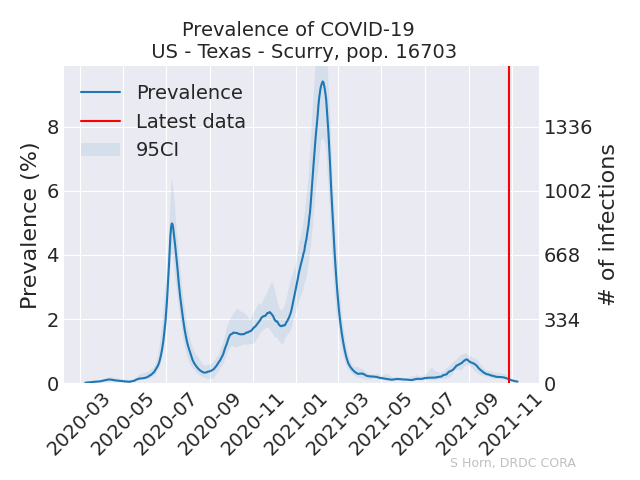 Prevalence of COVID-19
US - Texas - Scurry, pop. 16703
Prevalence
Latest data
95CI
Prevalence (%)
8
6
4
2
0
1336
1002
668
334
0
# of infections
2020-03
2020-05
2020-07
2020-09
2020-11
2021-01
2021-03
2021-05
2021-07
2021-09
2021-11
S Horn, DRDC CORA